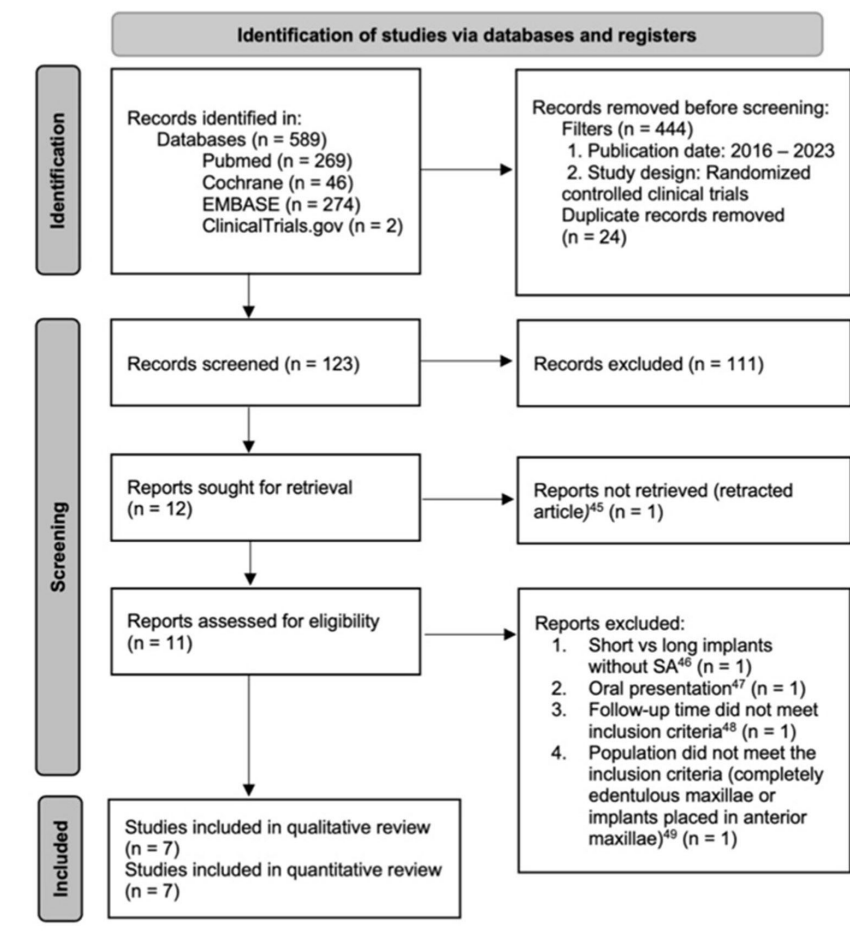 Identification of studies via databases and registers
Identification
Records identified in:
Databases (n = 589)
Pubmed (n = 269)
Cochrane (n = 46)
EMBASE (n = 274)
ClinicalTrials.gov (n = 2)
Records removed before screening:
Filters (n = 444)
1. Publication date: 2016 – 2023
2. Study design: Randomized
controlled clinical trials
Duplicate records removed
(n = 24)
Screening
Records screened (n = 123)
Records excluded (n = 111)
Reports sought for retrieval
(n = 12)
Reports not retrieved (retracted
article)⁴⁵ (n = 1)
Reports assessed for eligibility
(n = 11)
Reports excluded:
1. Short vs long implants
without SA⁴⁶ (n = 1)
2. Oral presentation⁴⁷ (n = 1)
3. Follow-up time did not meet
inclusion criteria⁴⁸ (n = 1)
4. Population did not meet the
inclusion criteria (completely
edentulous maxillae or
implants placed in anterior
maxillae)⁴⁹ (n = 1)
Included
Studies included in qualitative review
(n = 7)
Studies included in quantitative review
(n = 7)